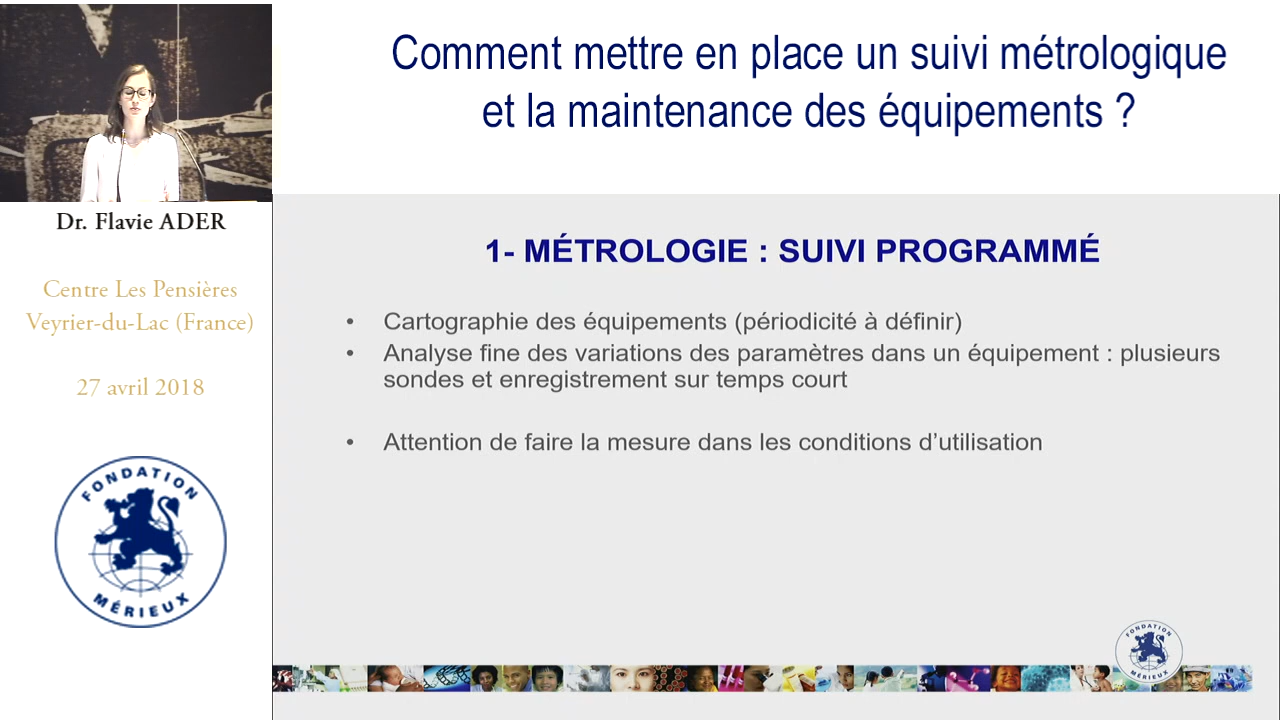 Comment mettre en place un suivi métrologique
et la maintenance des équipements ?
Dr. Flavie ADER
Centre Les Pensières
Veyrier-du-Lac (France)
27 avril 2018
FONDATION
MÉRIEUX
1- MÉTROLOGIE : SUIVI PROGRAMMÉ
• Cartographie des équipements (périodicité à définir)
• Analyse fine des variations des paramètres dans un équipement : plusieurs
sondes et enregistrement sur temps court
• Attention de faire la mesure dans les conditions d’utilisation
FONDATION
MÉRIEUX